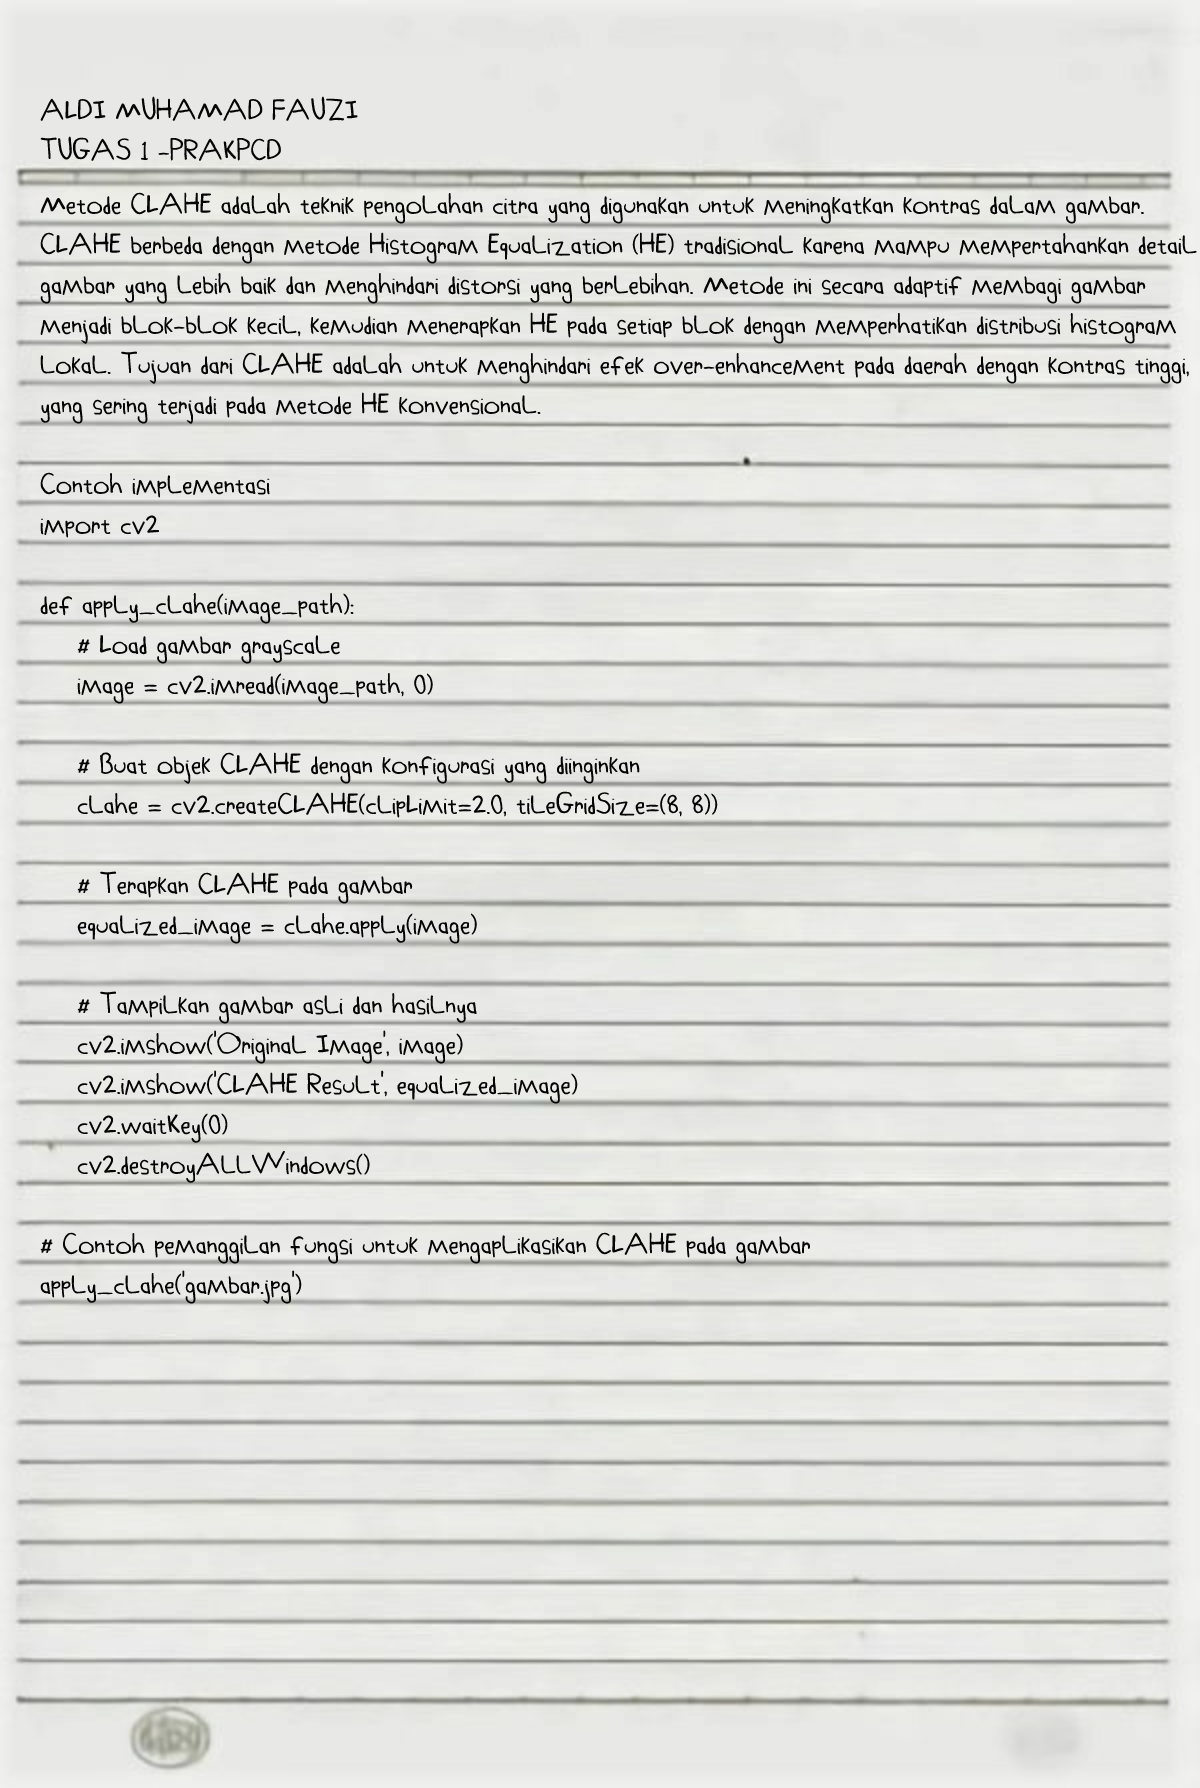 ALDI MUHAMAD FAUZI
TUGAS 1 -PRAKPCD
Metode CLAHE adalah teknik pengolahan citra yang digunakan untuk meningkatkan kontras dalam gambar.
CLAHE berbeda dengan metode Histogram Equalization (HE) tradisional karena mampu mempertahankan detail
gambar yang lebih baik dan menghindari distorsi yang berlebihan. Metode ini secara adaptif membagi gambar
menjadi blok-blok kecil, kemudian menerapkan HE pada setiap blok dengan memperhatikan distribusi histogram
lokal. Tujuan dari CLAHE adalah untuk menghindari efek over-enhancement pada daerah dengan kontras tinggi,
yang sering terjadi pada metode HE konvensional.
Contoh implementasi
import cv2
def apply_clahe(image_path):
# Load gambar grayscale
image = cv2.imread(image_path, 0)
# Buat objek CLAHE dengan konfigurasi yang diinginkan
clahe = cv2.createCLAHE(clipLimit=2.0, tileGridSize=(8, 8))
# Terapkan CLAHE pada gambar
equalized_image = clahe.apply(image)
# Tampilkan gambar asli dan hasilnya
cv2.imshow('Original Image', image)
cv2.imshow('CLAHE Result', equalized_image)
cv2.waitKey(0)
cv2.destroyAllWindows()
# Contoh pemanggilan fungsi untuk mengaplikasikan CLAHE pada gambar
apply_clahe('gambar.jpg')